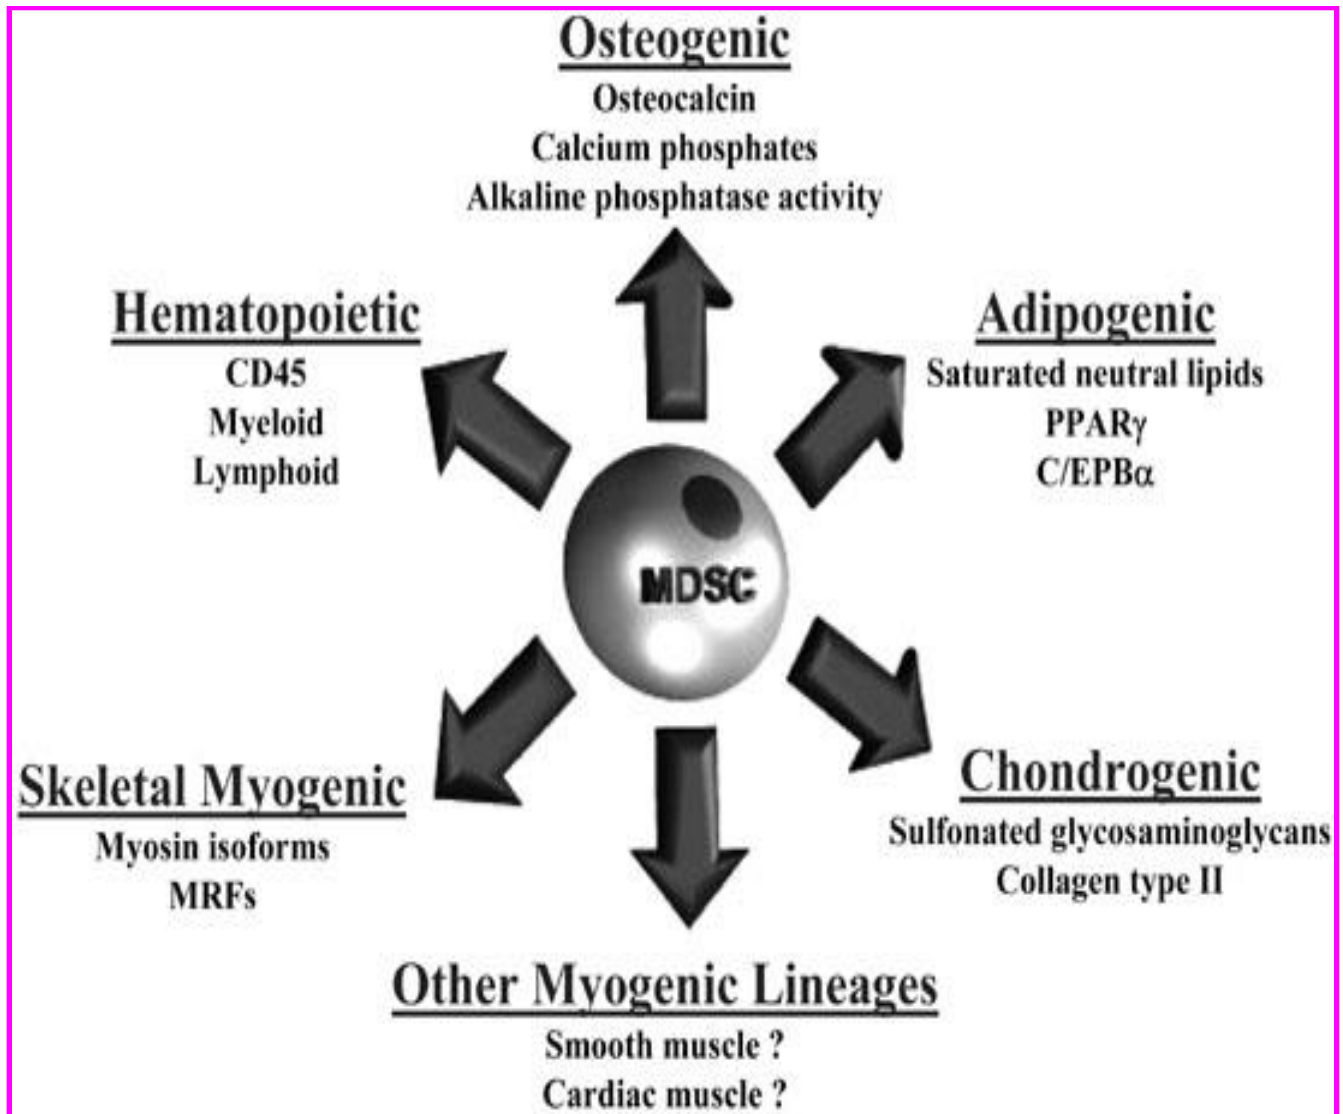 Osteogenic
Osteocalcin
Calcium phosphates
Alkaline phosphatase activity
Hematopoietic
CD45
Myeloid
Lymphoid
Adipogenic
Saturated neutral lipids
PPARγ
C/EPBα
MDSC
Skeletal Myogenic
Myosin isoforms
MRFs
Chondrogenic
Sulfonated glycosaminoglycans
Collagen type II
Other Myogenic Lineages
Smooth muscle ?
Cardiac muscle ?